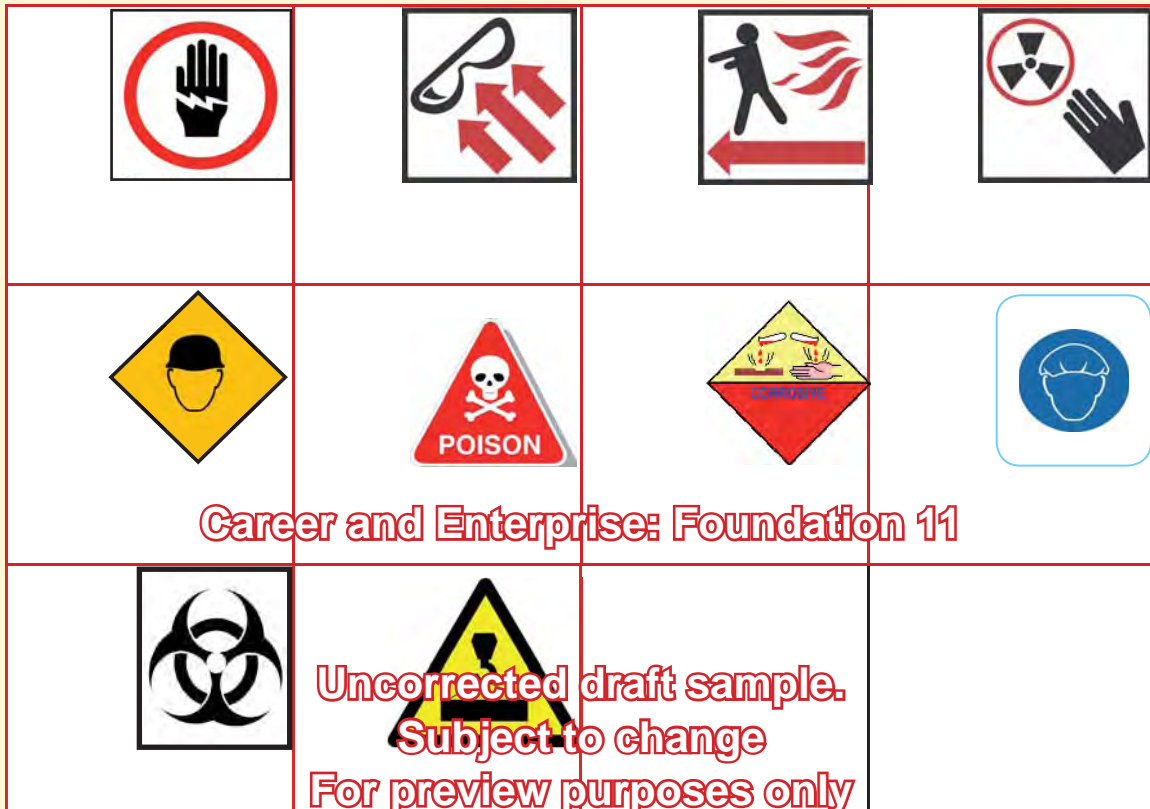 POISON
CORROSIVE
Career and Enterprise: Foundation 11
Uncorrected draft sample.
Subject to change
For preview purposes only